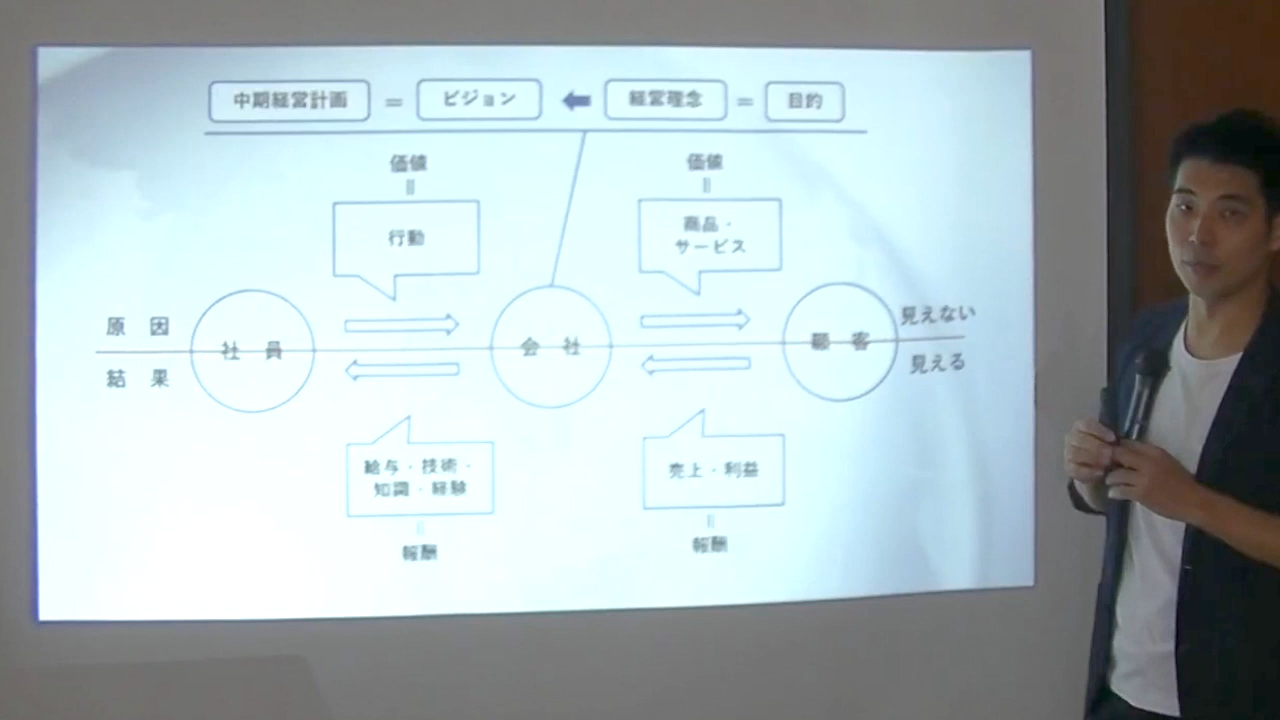 中期経営計画 = ビジョン ← 経営理念 = 目的
価値
行動
価値
商品・
サービス
原因
結果
社員
会社
顧客
見えない
見える
給与・技術・
知識・経験
報酬
売上・利益
報酬